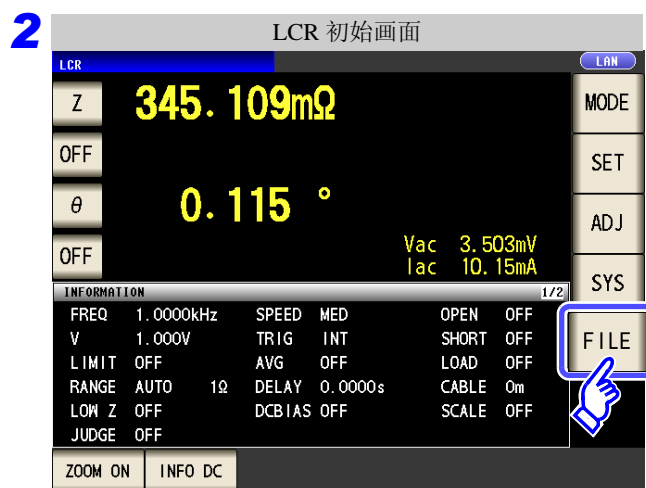 2
LCR 初始画面
LCR
LAN
Z 345.109mΩ
MODE
OFF
SET
θ 0.115 °
ADJ
OFF
Vac 3.503mV
Iac 10.15mA
SYS
INFORMATION 1/2
FREQ 1.0000kHz SPEED MED OPEN OFF
V 1.000V TRIG INT SHORT OFF
FILE
LIMIT OFF AVG OFF LOAD OFF
RANGE AUTO 1Ω DELAY 0.0000s CABLE 0m
LOW Z OFF DCBIAS OFF SCALE OFF
JUDGE OFF
ZOOM ON INFO DC